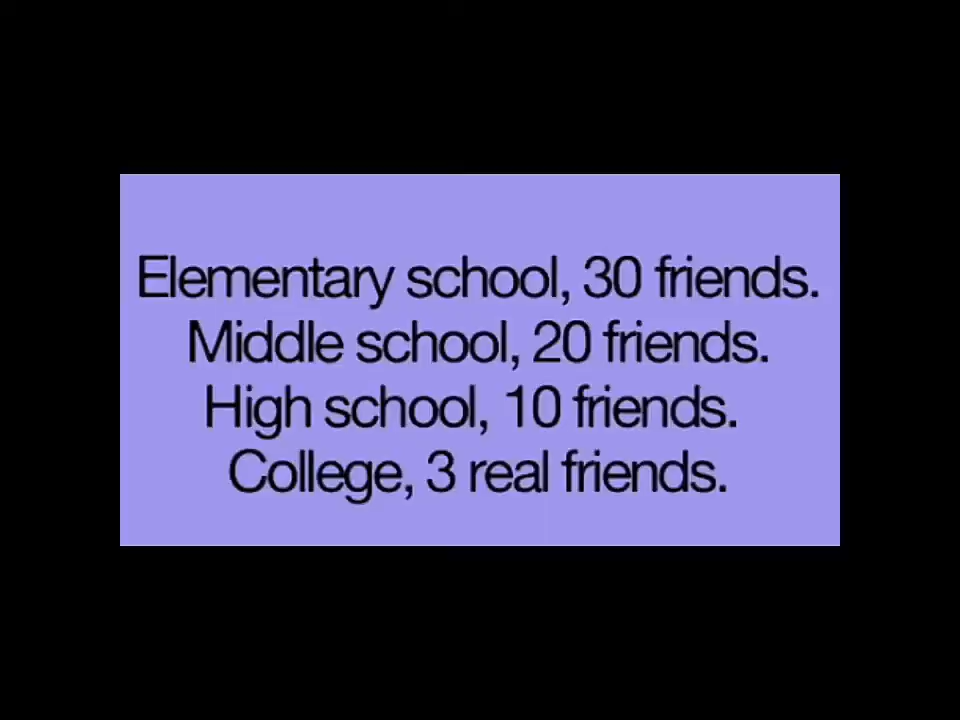 Elementary school, 30 friends.
Middle school, 20 friends.
High school, 10 friends.
College, 3 real friends.